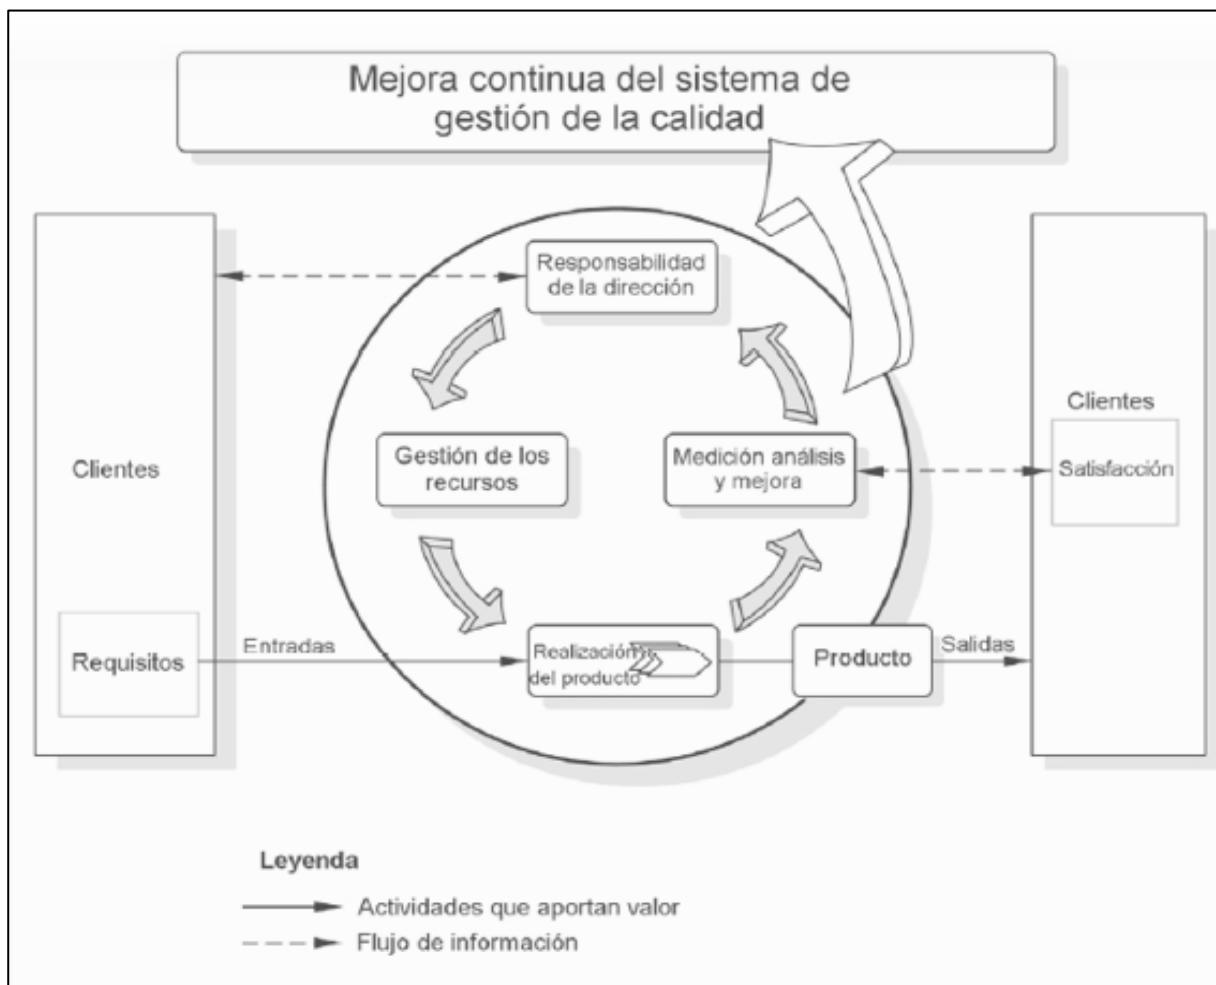 Mejora continua del sistema de
gestión de la calidad
Responsabilidad
de la dirección
Clientes
Gestión de los
recursos
Medición análisis
y mejora
Clientes
Satisfacción
Requisitos
Entradas
Realización
del producto
Producto
Salidas
Leyenda
Actividades que aportan valor
Flujo de información